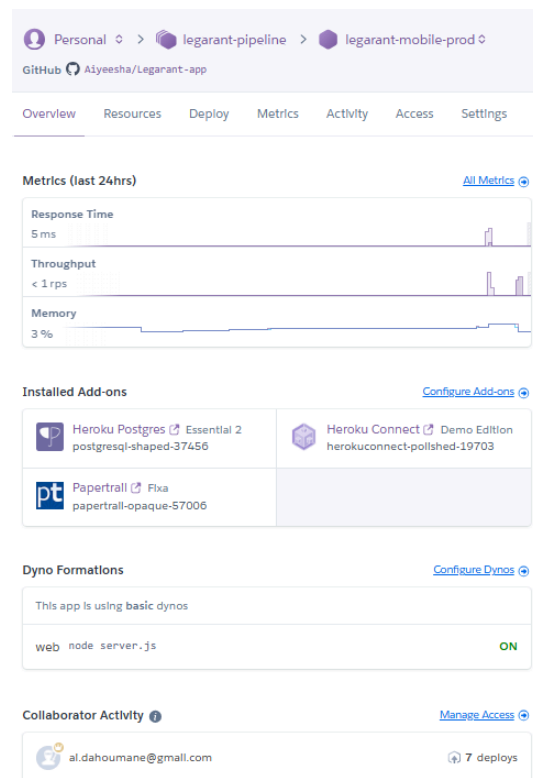 Personal > legarant-pipeline > legarant-mobile-prod
GitHub Aiyeesha/Legarant-app
Overview Resources Deploy Metrics Activity Access Settings
Metrics (last 24hrs) All Metrics
Response Time
5 ms
Throughput
< 1 rps
Memory
3 %
Installed Add-ons Configure Add-ons
Heroku Postgres Essential 2
postgresql-shaped-37456
Heroku Connect Demo Edition
herokuconnect-polished-19703
pt Papertrail Fixa
papertrail-opaque-57006
Dyno Formations Configure Dynos
This app is using basic dynos
web node server.js ON
Collaborator Activity Manage Access
al.dahoumane@gmail.com 7 deploys